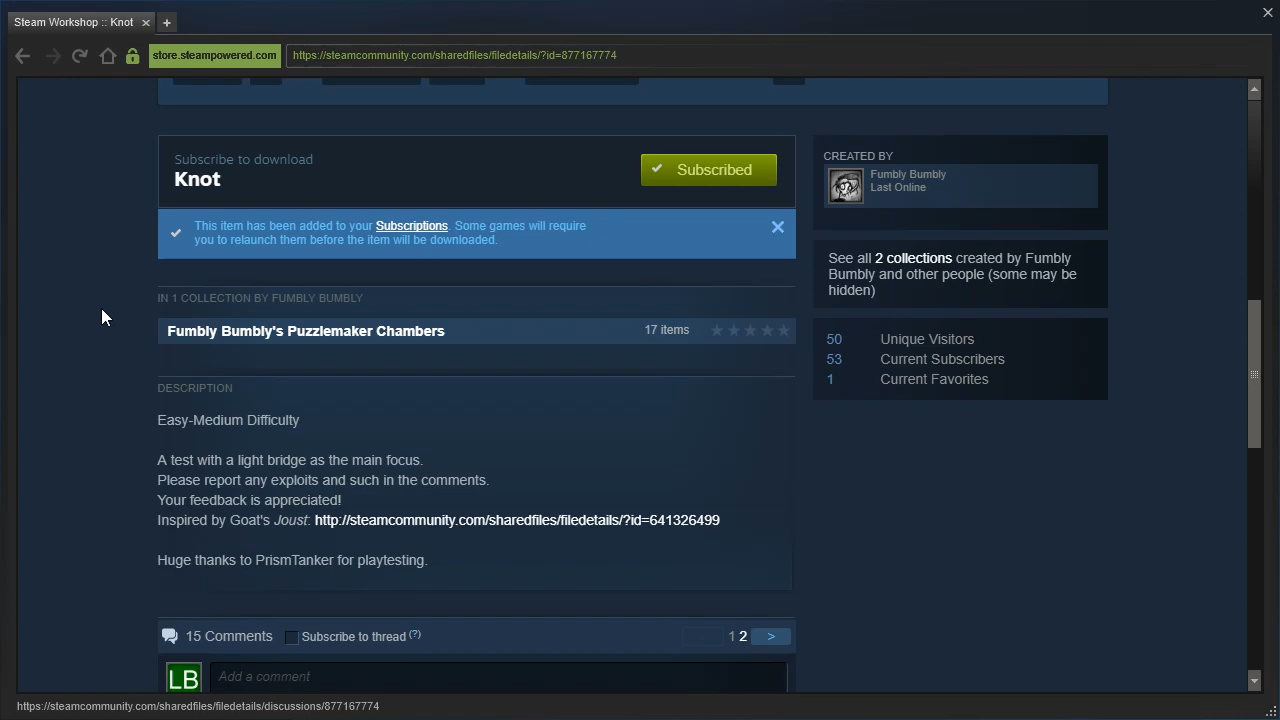 Steam Workshop :: Knot
store.steampowered.com
https://steamcommunity.com/sharedfiles/filedetails/?id=877167774
Subscribe to download
Knot
Subscribed
This item has been added to your Subscriptions. Some games will require
you to relaunch them before the item will be downloaded.
IN 1 COLLECTION BY FUMBLY BUMBLY
Fumbly Bumbly's Puzzlemaker Chambers
17 items
DESCRIPTION
Easy-Medium Difficulty
A test with a light bridge as the main focus.
Please report any exploits and such in the comments.
Your feedback is appreciated!
Inspired by Goat's Joust: http://steamcommunity.com/sharedfiles/filedetails/?id=641326499
Huge thanks to PrismTanker for playtesting.
15 Comments
Subscribe to thread (?)
1 2 >
LB
Add a comment
CREATED BY
Fumbly Bumbly
Last Online
See all 2 collections created by Fumbly
Bumbly and other people (some may be
hidden)
50 Unique Visitors
53 Current Subscribers
1 Current Favorites
https://steamcommunity.com/sharedfiles/filedetails/discussions/877167774